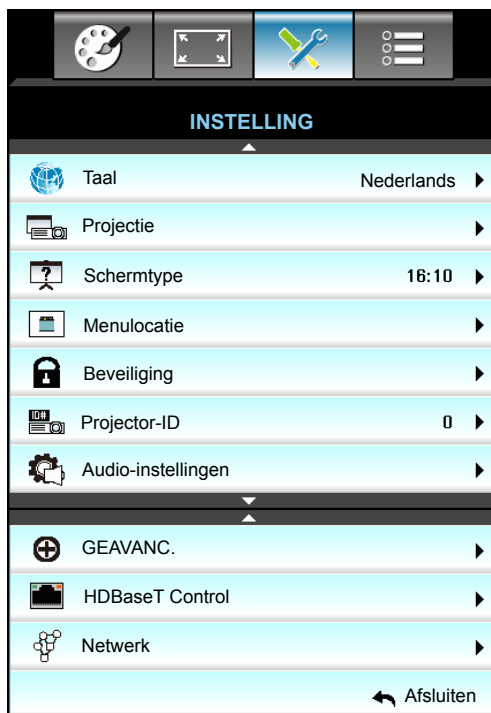 INSTELLING
Taal Nederlands
Projectie
? Schermtype 16:10
Menulocatie
Beveiliging
ID# Projector-ID 0
Audio-instellingen
GEAVANC.
HDBaseT Control
Netwerk
Afsluiten